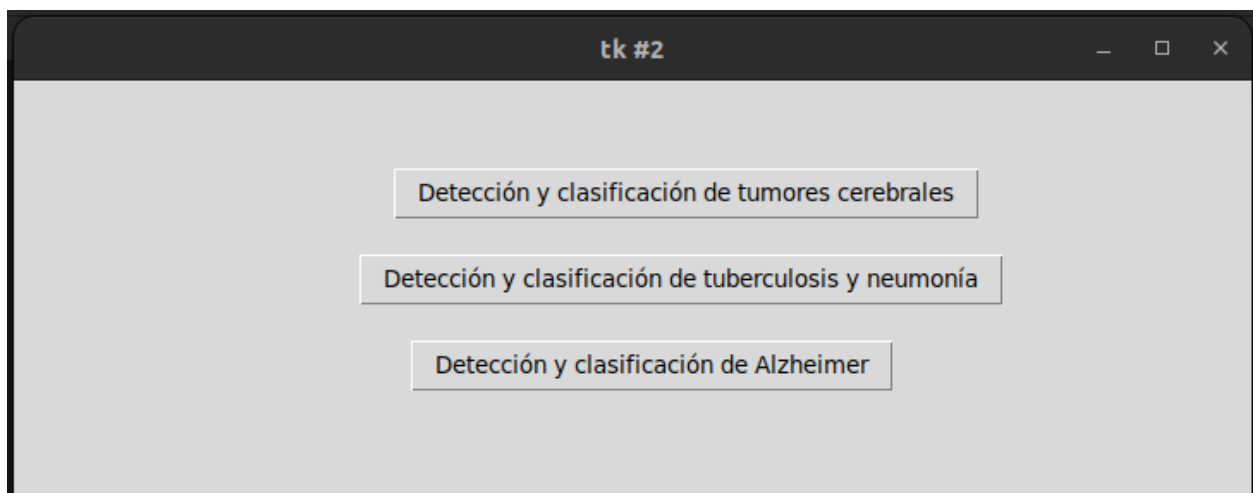 tk #2
Detección y clasificación de tumores cerebrales
Detección y clasificación de tuberculosis y neumonía
Detección y clasificación de Alzheimer